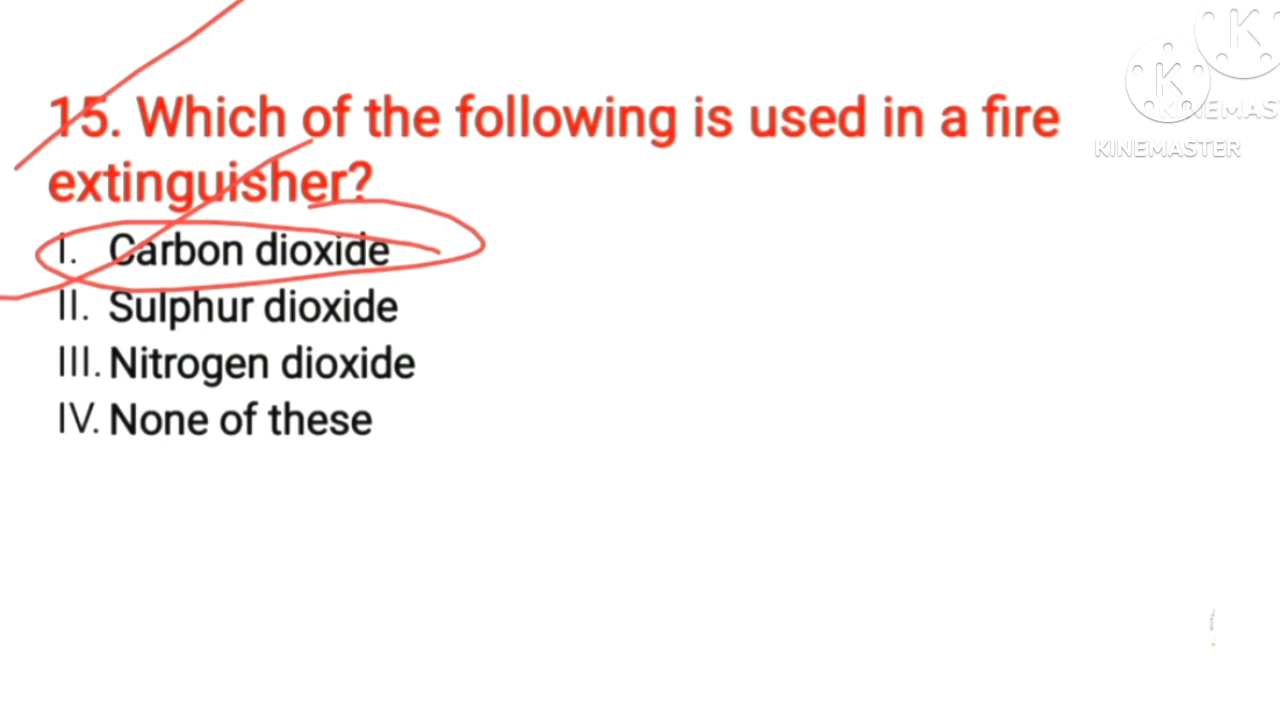 15. Which of the following is used in a fire
extinguisher?
I. Carbon dioxide
II. Sulphur dioxide
III. Nitrogen dioxide
IV. None of these
K
K
KINEMAS
KINEMASTER